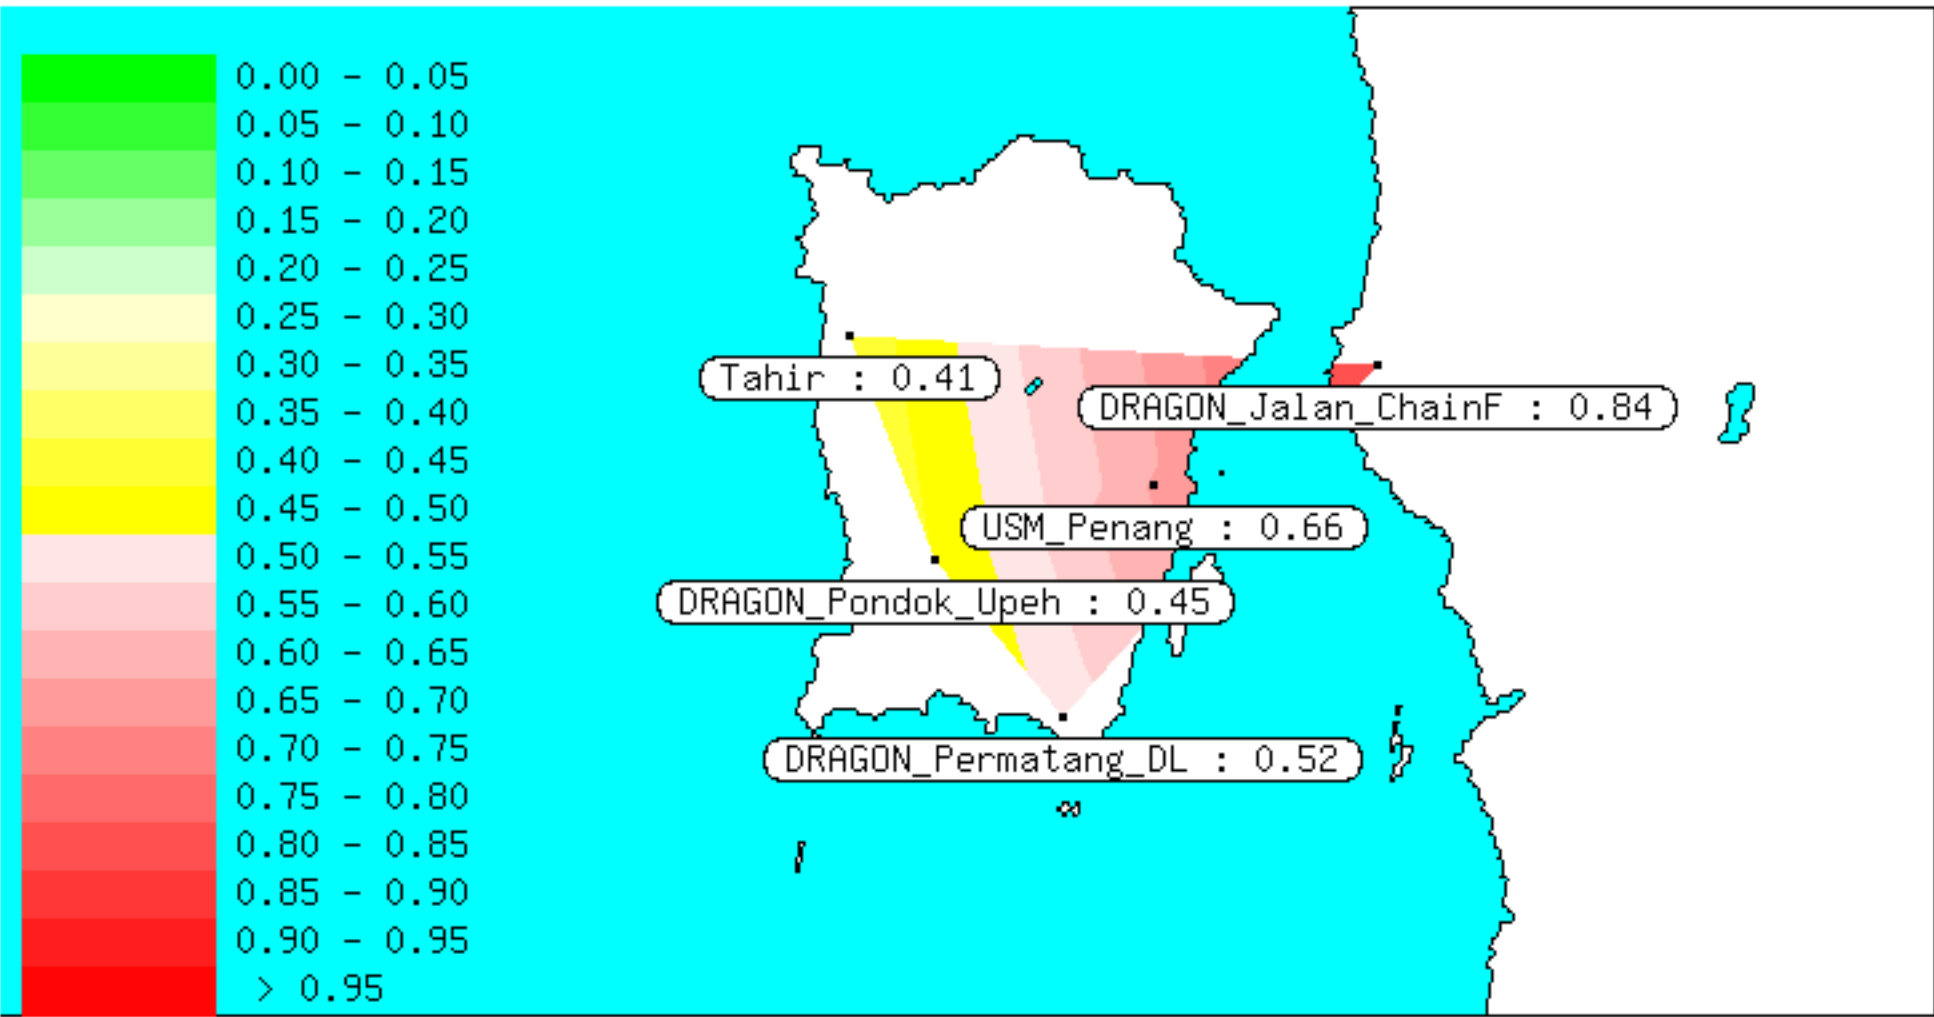 0.00 - 0.05
0.05 - 0.10
0.10 - 0.15
0.15 - 0.20
0.20 - 0.25
0.25 - 0.30
0.30 - 0.35
0.35 - 0.40
0.40 - 0.45
0.45 - 0.50
0.50 - 0.55
0.55 - 0.60
0.60 - 0.65
0.65 - 0.70
0.70 - 0.75
0.75 - 0.80
0.80 - 0.85
0.85 - 0.90
0.90 - 0.95
> 0.95
Tahir : 0.41
DRAGON_Jalan_ChainF : 0.84
USM_Penang : 0.66
DRAGON_Pondok_Upeh : 0.45
DRAGON_Permatang_DL : 0.52